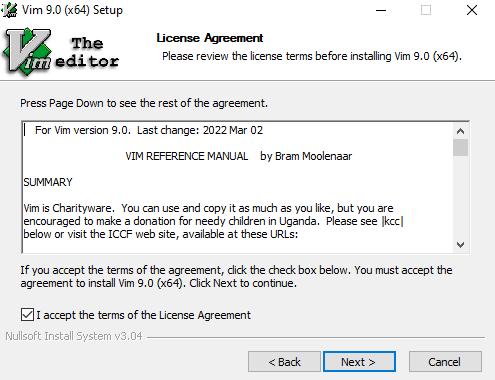 Vim 9.0 (x64) Setup
The
Vim editor
License Agreement
Please review the license terms before installing Vim 9.0 (x64).
Press Page Down to see the rest of the agreement.
For Vim version 9.0.  Last change: 2022 Mar 02
VIM REFERENCE MANUAL    by Bram Moolenaar
SUMMARY
Vim is Charityware.  You can use and copy it as much as you like, but you are
encouraged to make a donation for needy children in Uganda.  Please see |kcc|
below or visit the ICCF web site, available at these URLs:
If you accept the terms of the agreement, click the check box below. You must accept the
agreement to install Vim 9.0 (x64). Click Next to continue.
I accept the terms of the License Agreement
Nullsoft Install System v3.04
< Back
Next >
Cancel